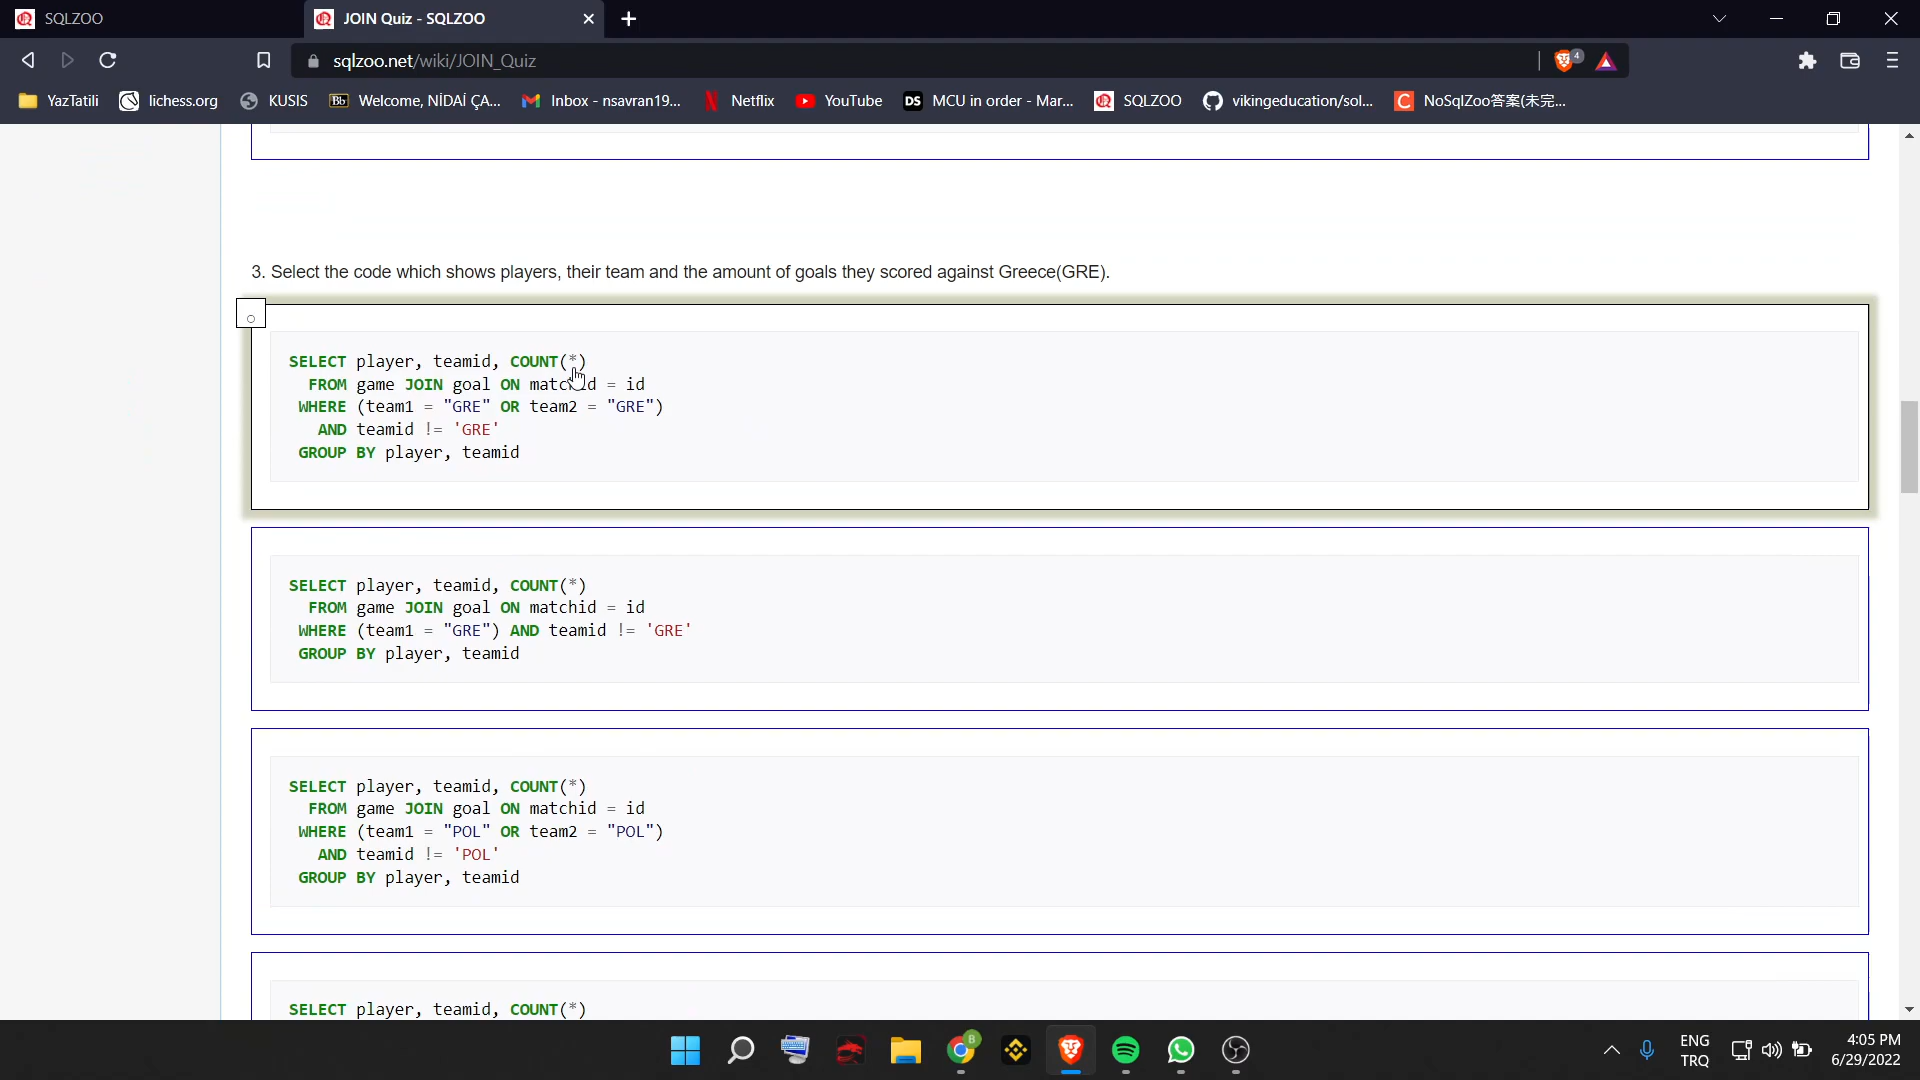 SQLZOO
JOIN Quiz - SQLZOO
sqlzoo.net/wiki/JOIN_Quiz
4
YazTatili
lichess.org
KUSIS
Bb Welcome, NİDAİ ÇA...
Inbox - nsavran19...
Netflix
YouTube
DS MCU in order - Mar...
SQLZOO
vikingeducation/sol...
C NoSqlZoo答案(未完...
3. Select the code which shows players, their team and the amount of goals they scored against Greece(GRE).
SELECT player, teamid, COUNT(*)
FROM game JOIN goal ON matchid = id
WHERE (team1 = "GRE" OR team2 = "GRE")
AND teamid != 'GRE'
GROUP BY player, teamid
SELECT player, teamid, COUNT(*)
FROM game JOIN goal ON matchid = id
WHERE (team1 = "GRE") AND teamid != 'GRE'
GROUP BY player, teamid
SELECT player, teamid, COUNT(*)
FROM game JOIN goal ON matchid = id
WHERE (team1 = "POL" OR team2 = "POL")
AND teamid != 'POL'
GROUP BY player, teamid
SELECT player, teamid, COUNT(*)
B
ENG
TRQ
4:05 PM
6/29/2022